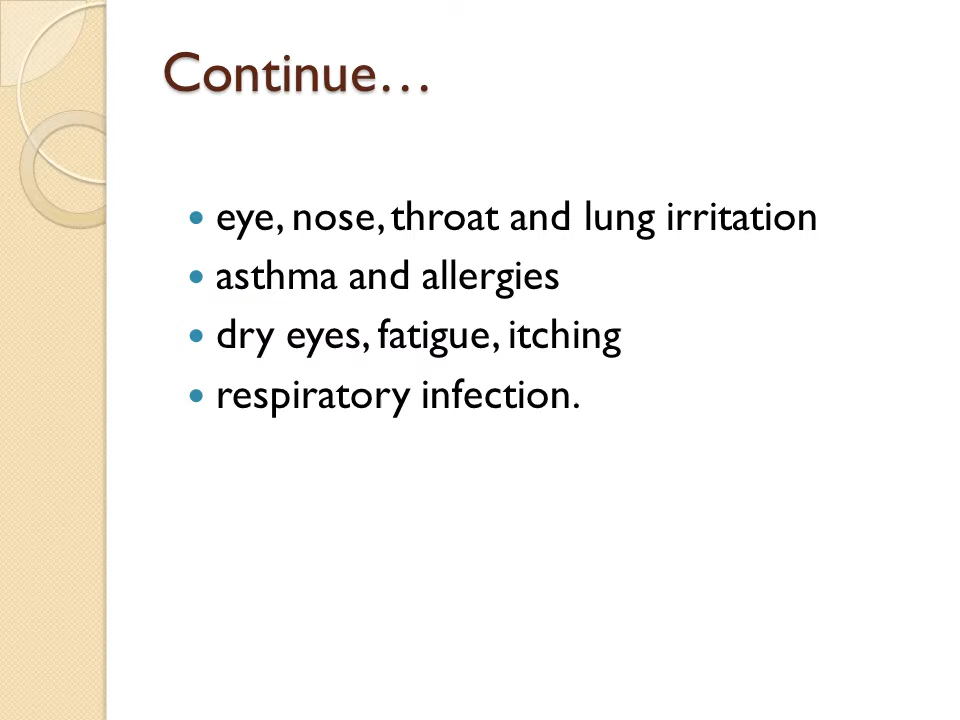 Continue…
• eye, nose, throat and lung irritation
• asthma and allergies
• dry eyes, fatigue, itching
• respiratory infection.